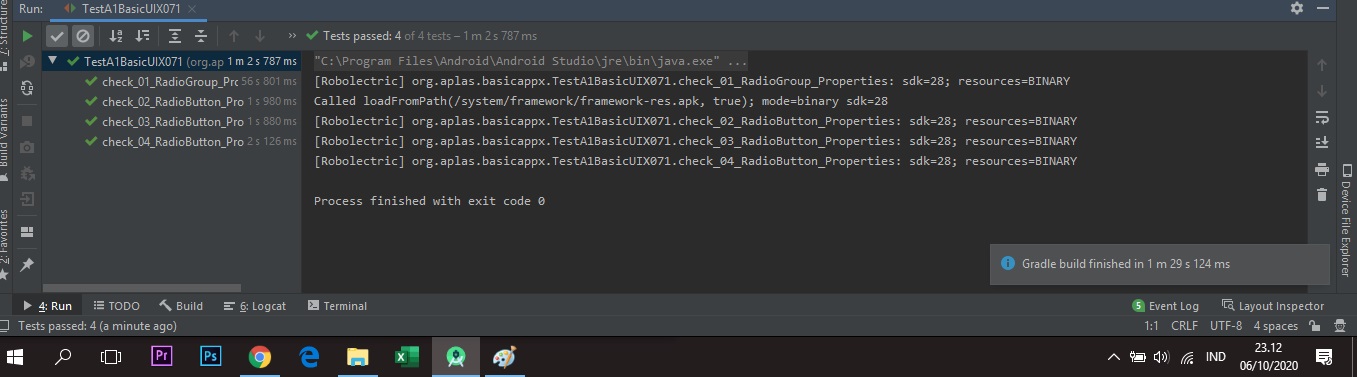 Run:
TestA1BasicUIX071
Tests passed: 4 of 4 tests – 1 m 2 s 787 ms
TestA1BasicUIX071 (org.ap 1 m 2 s 787 ms
check_01_RadioGroup_Prc 56 s 801 ms
check_02_RadioButton_Pro 1 s 980 ms
check_03_RadioButton_Pro 1 s 880 ms
check_04_RadioButton_Pro 2 s 126 ms
"C:\Program Files\Android\Android Studio\jre\bin\java.exe" ...
[Robolectric] org.aplas.basicappx.TestA1BasicUIX071.check_01_RadioGroup_Properties: sdk=28; resources=BINARY
Called loadFromPath(/system/framework/framework-res.apk, true); mode=binary sdk=28
[Robolectric] org.aplas.basicappx.TestA1BasicUIX071.check_02_RadioButton_Properties: sdk=28; resources=BINARY
[Robolectric] org.aplas.basicappx.TestA1BasicUIX071.check_03_RadioButton_Properties: sdk=28; resources=BINARY
[Robolectric] org.aplas.basicappx.TestA1BasicUIX071.check_04_RadioButton_Properties: sdk=28; resources=BINARY
Process finished with exit code 0
7: Structure
Build Variants
2: Favorites
Device File Explorer
Gradle build finished in 1 m 29 s 124 ms
4: Run
TODO
Build
6: Logcat
Terminal
5 Event Log
Layout Inspector
Tests passed: 4 (a minute ago)
1:1 CRLF UTF-8 4 spaces
Pr
Ps
IND
23.12
06/10/2020